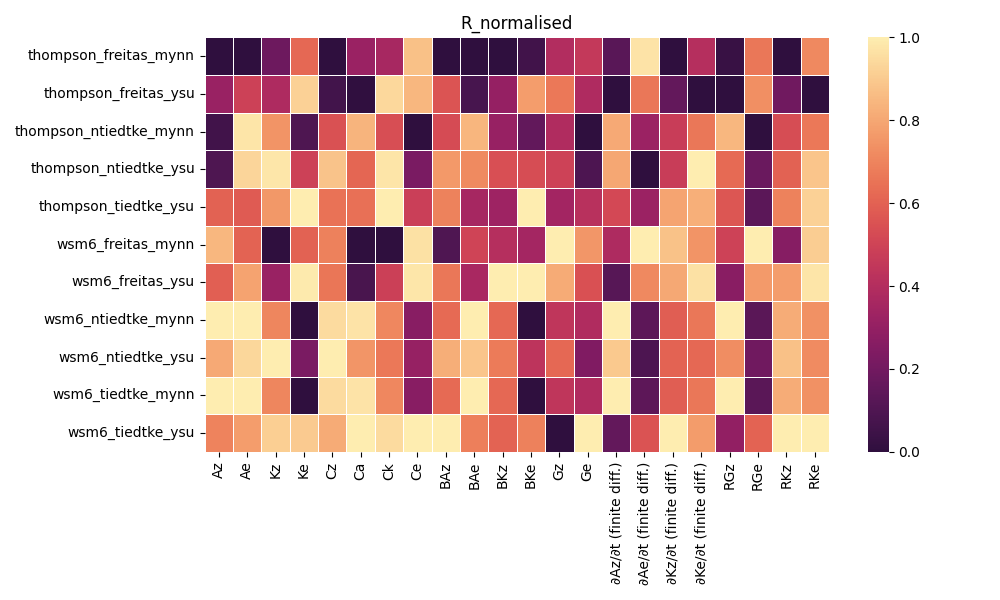 R_normalised
thompson_freitas_mynn
thompson_freitas_ysu
thompson_ntiedtke_mynn
thompson_ntiedtke_ysu
thompson_tiedtke_ysu
wsm6_freitas_mynn
wsm6_freitas_ysu
wsm6_ntiedtke_mynn
wsm6_ntiedtke_ysu
wsm6_tiedtke_mynn
wsm6_tiedtke_ysu
Az
Ae
Kz
Ke
Cz
Ca
Ck
Ce
BAz
BAe
BKz
BKe
Gz
Ge
∂Az/∂t (finite diff.)
∂Ae/∂t (finite diff.)
∂Kz/∂t (finite diff.)
∂Ke/∂t (finite diff.)
RGz
RGe
RKz
RKe
1.0
0.8
0.6
0.4
0.2
0.0